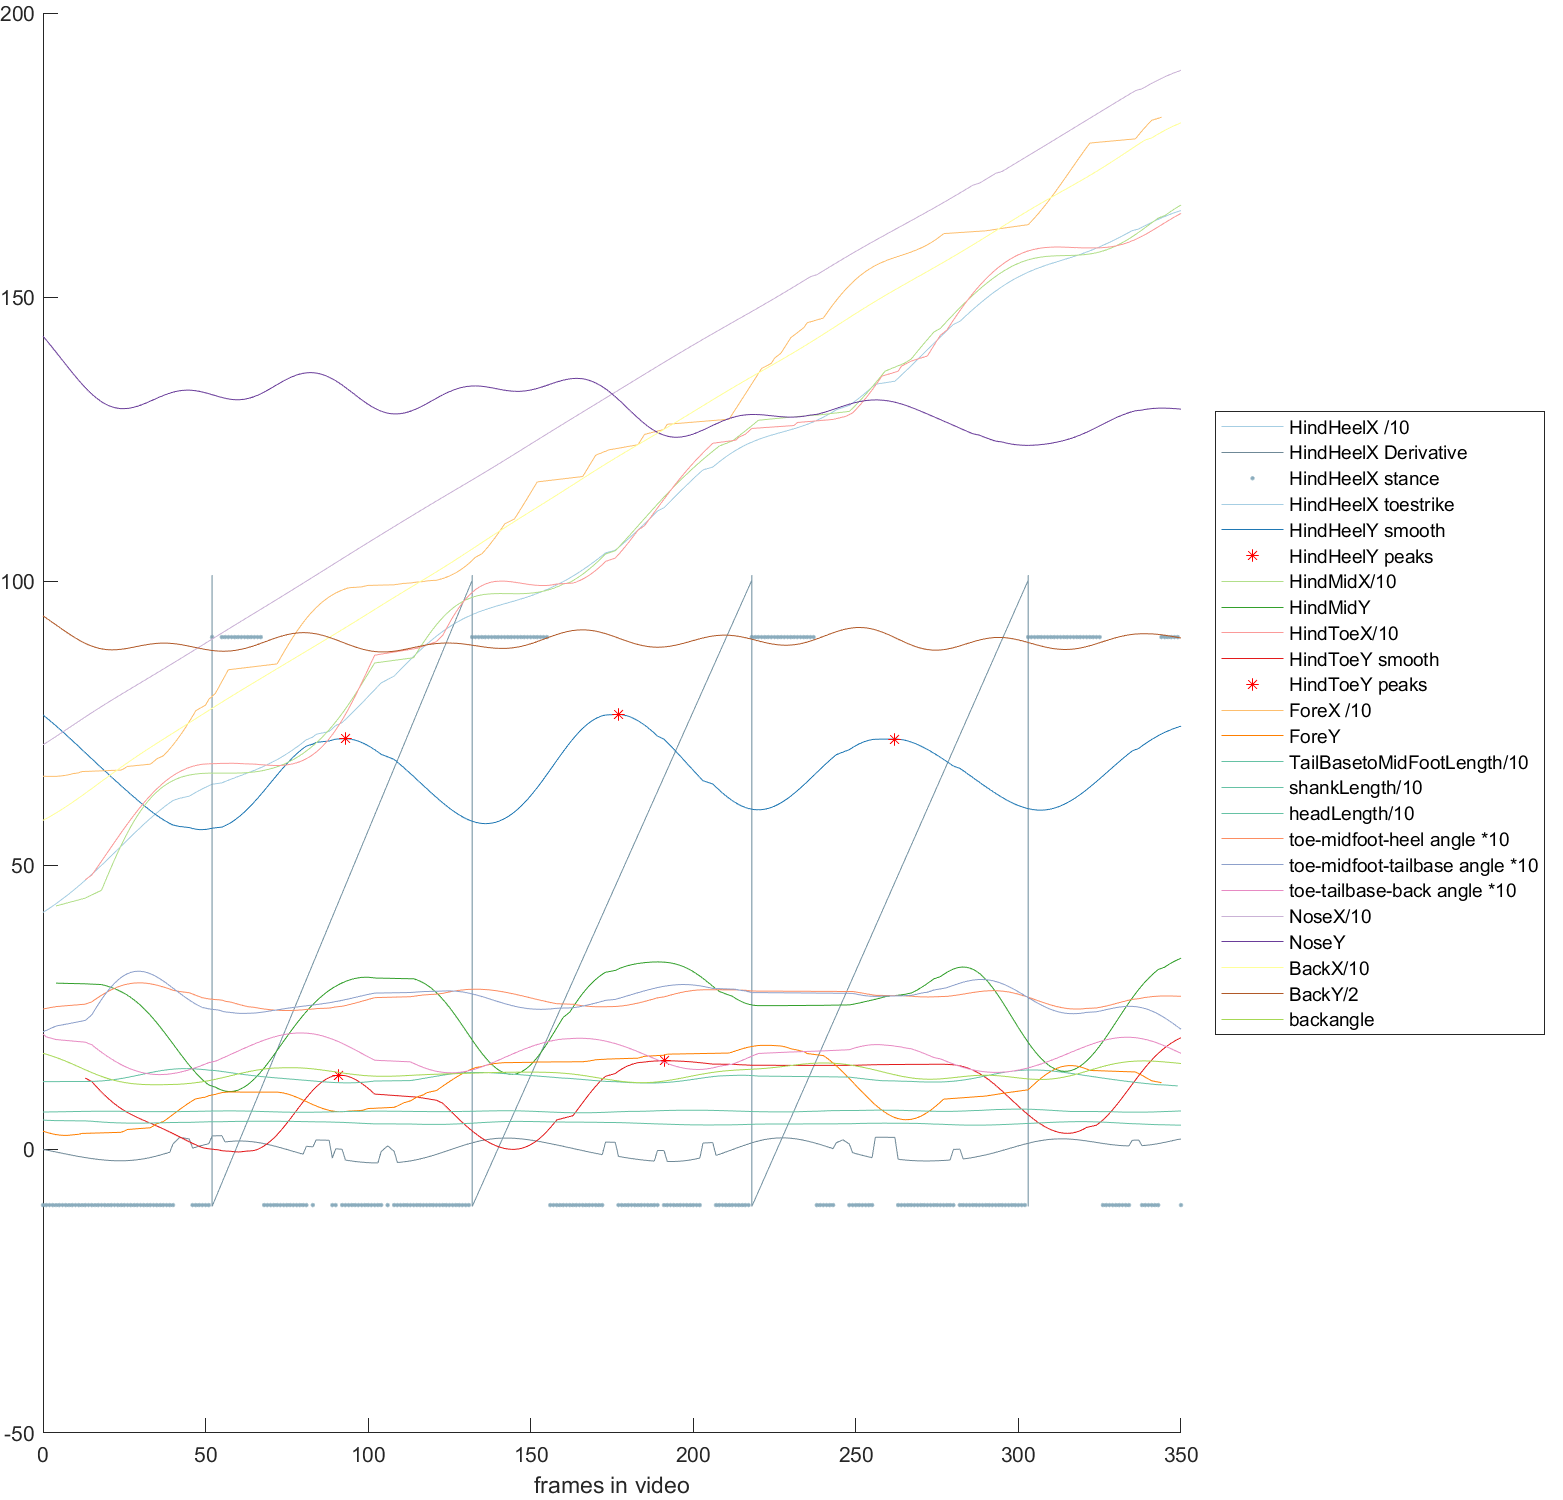 200
150
100
50
0
-50
0 50 100 150 200 250 300 350
frames in video
HindHeelX /10
HindHeelX Derivative
HindHeelX stance
HindHeelX toestrike
HindHeelY smooth
HindHeelY peaks
HindMidX/10
HindMidY
HindToeX/10
HindToeY smooth
HindToeY peaks
ForeX /10
ForeY
TailBasetoMidFootLength/10
shankLength/10
headLength/10
toe-midfoot-heel angle *10
toe-midfoot-tailbase angle *10
toe-tailbase-back angle *10
NoseX/10
NoseY
BackX/10
BackY/2
backangle